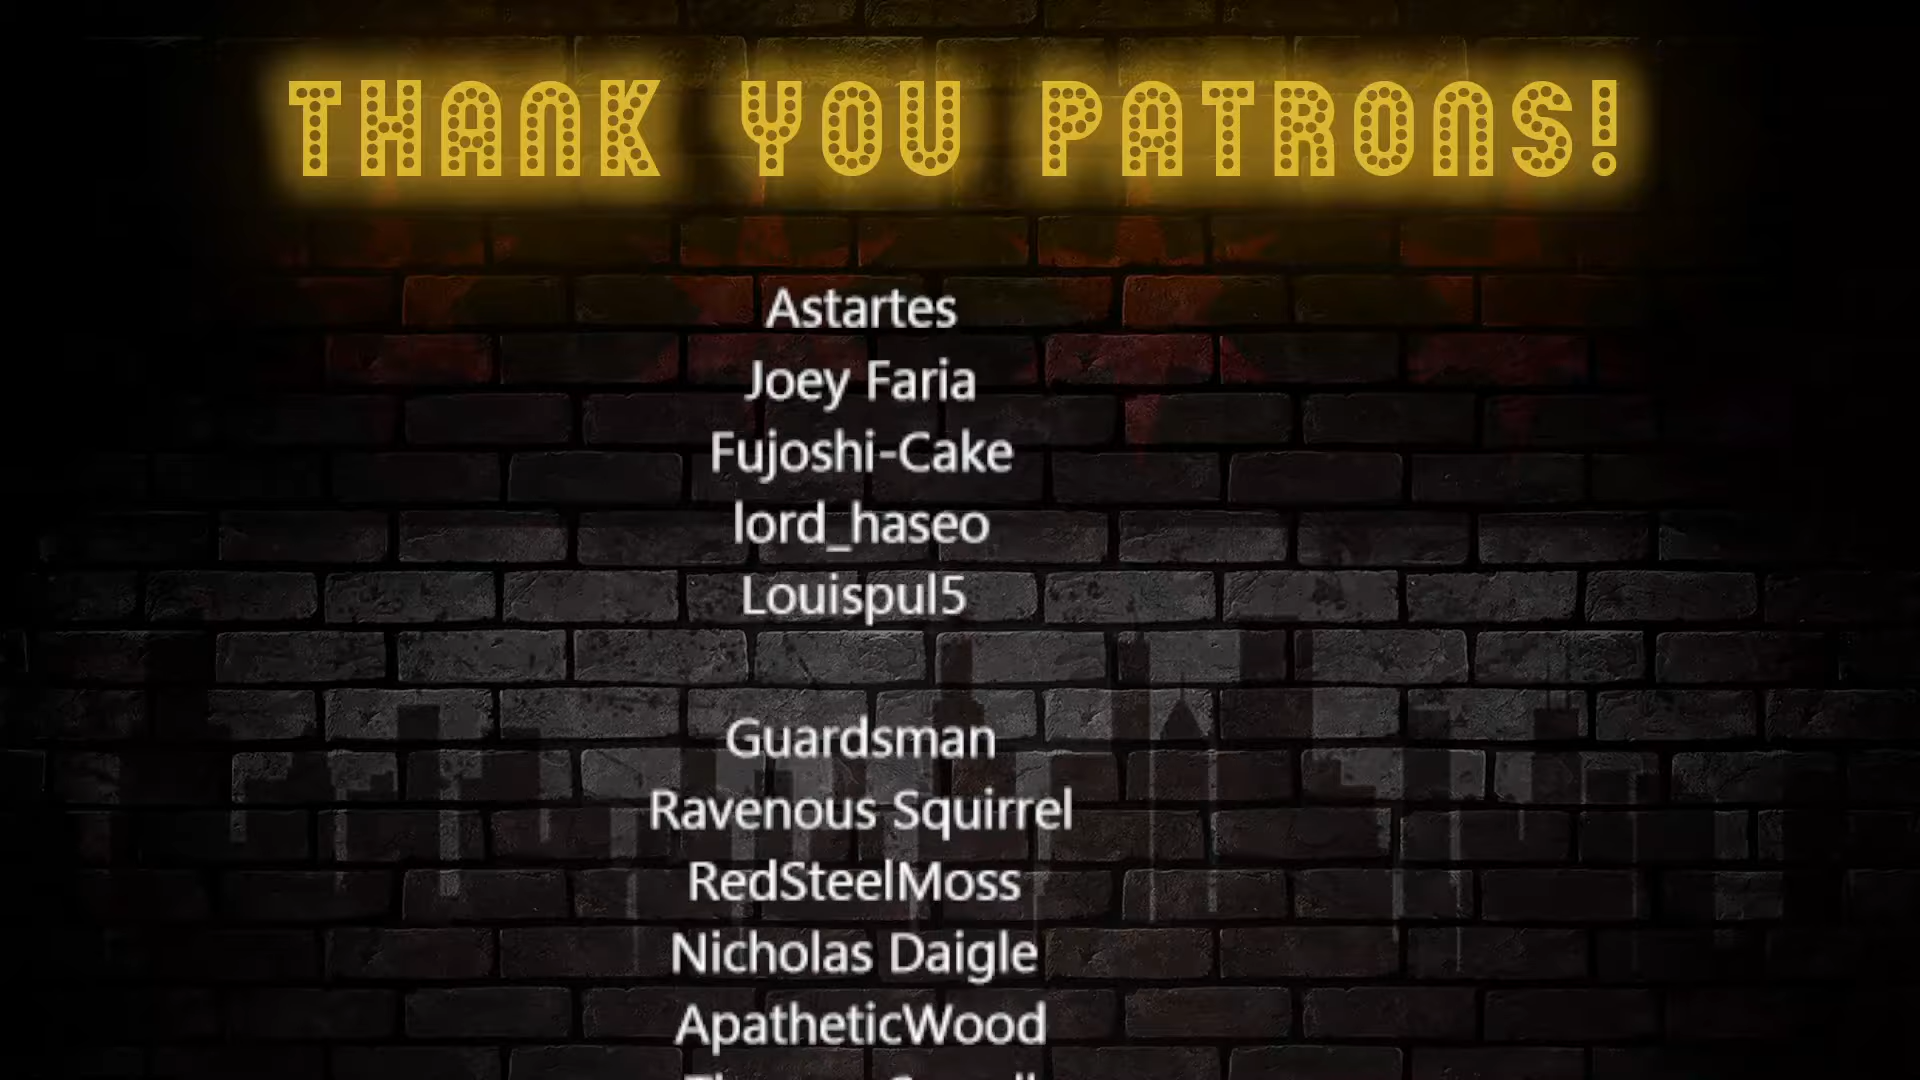 THANK YOU PATRONS!
Astartes
Joey Faria
Fujoshi-Cake
lord_haseo
Louispul5
Guardsman
Ravenous Squirrel
RedSteelMoss
Nicholas Daigle
ApatheticWood